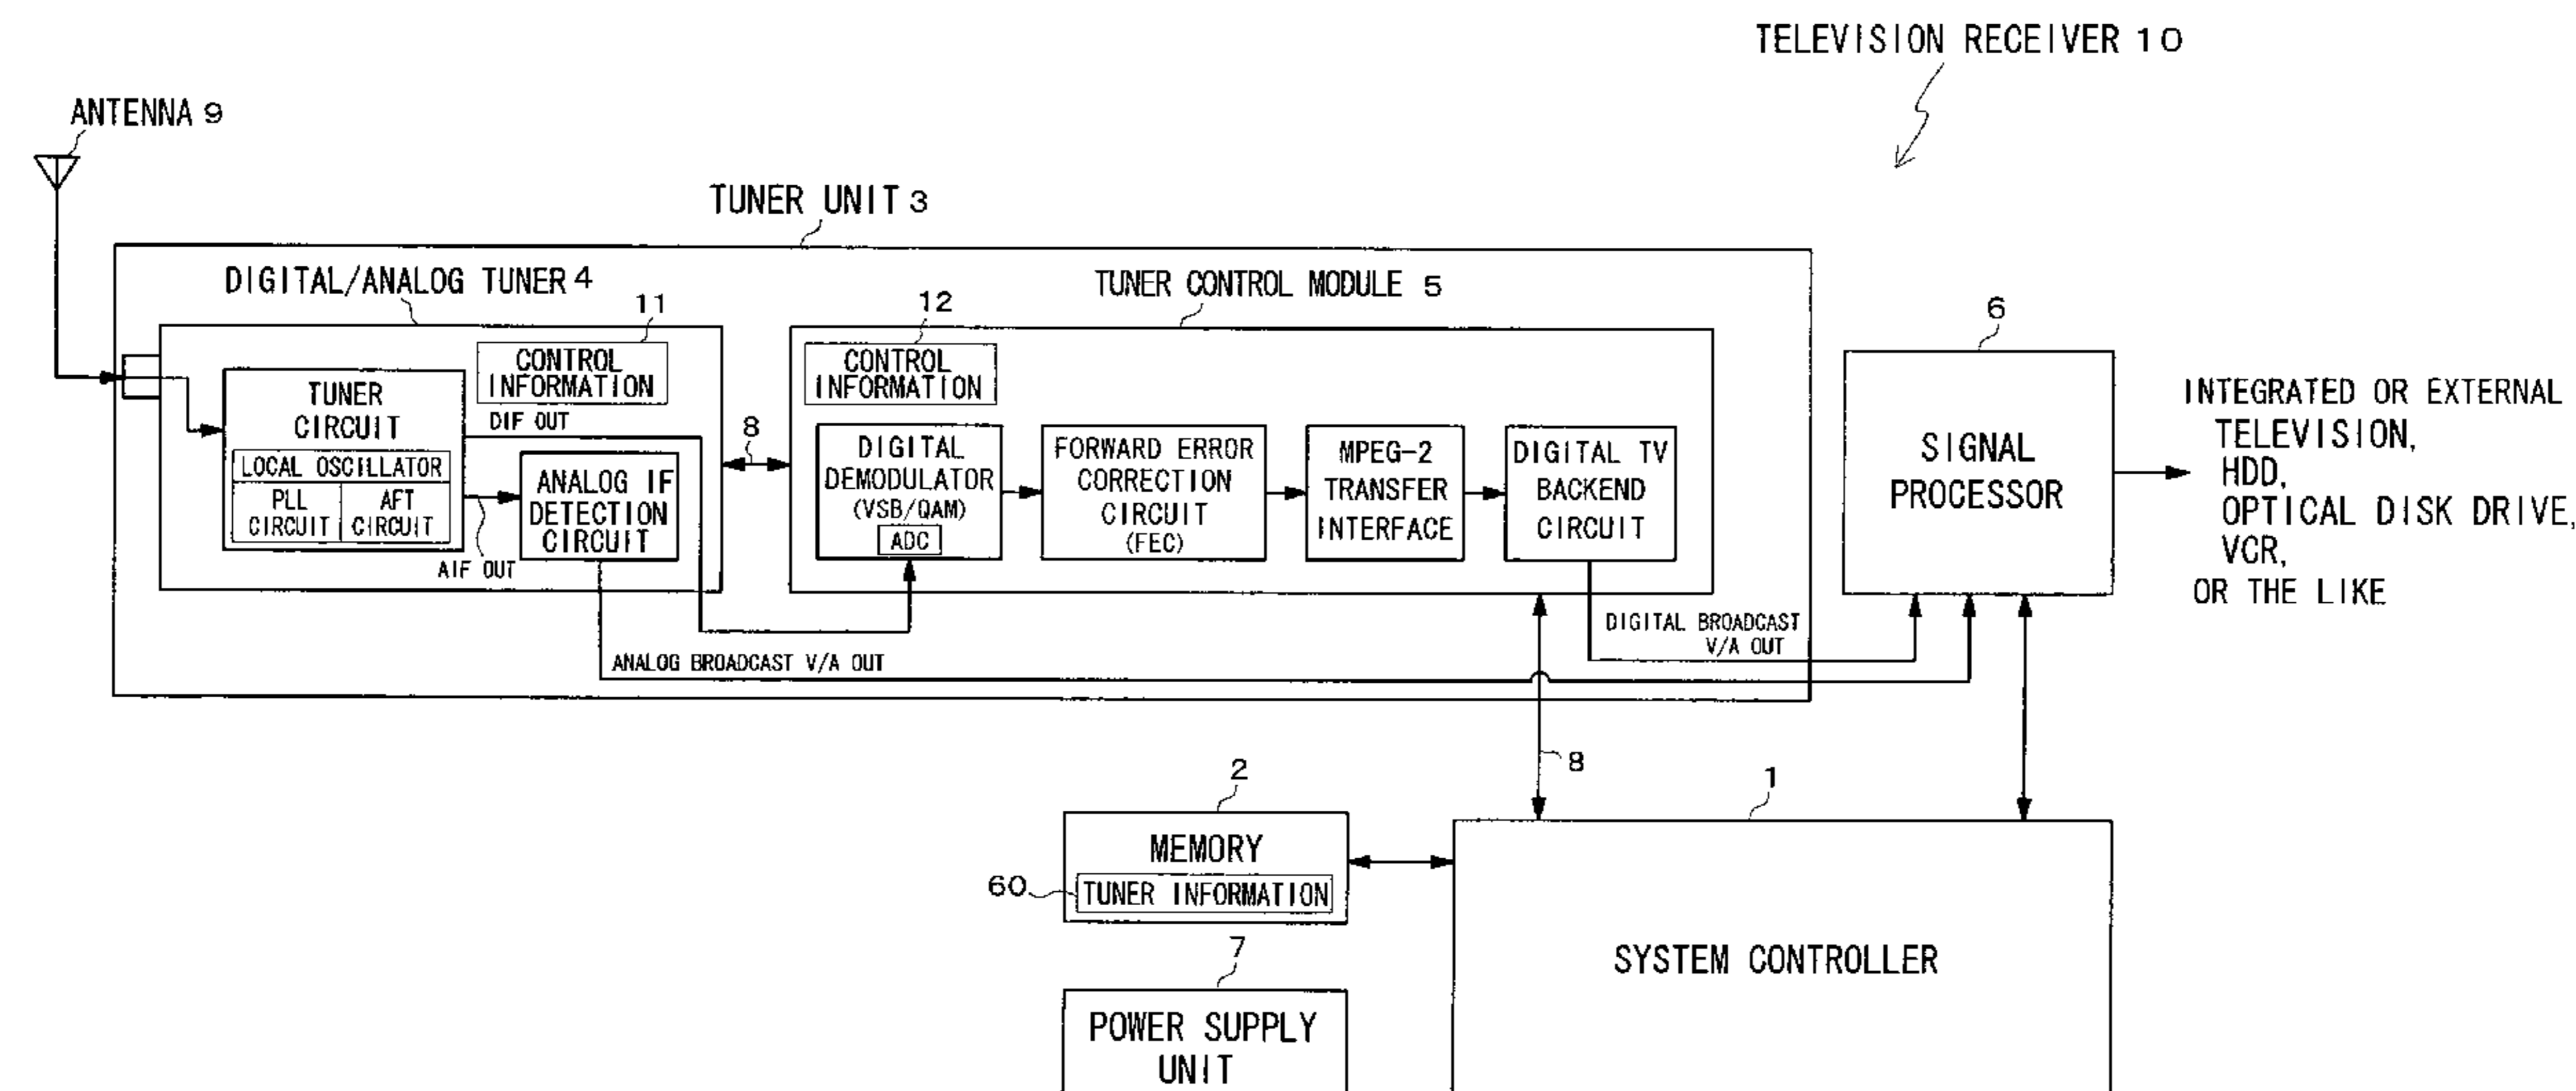 TELEVISION RECEIVER 10
ANTENNA 9
TUNER UNIT 3
DIGITAL/ANALOG TUNER 4
11
TUNER CONTROL MODULE 5
12
6
CONTROL
INFORMATION
CONTROL
INFORMATION
TUNER
CIRCUIT
LOCAL OSCILLATOR
PLL
CIRCUIT
AFT
CIRCUIT
DIF OUT
AIF OUT
ANALOG IF
DETECTION
CIRCUIT
8
DIGITAL
DEMODULATOR
(VSB/QAM)
ADC
FORWARD ERROR
CORRECTION
CIRCUIT
(FEC)
MPEG-2
TRANSFER
INTERFACE
DIGITAL TV
BACKEND
CIRCUIT
SIGNAL
PROCESSOR
INTEGRATED OR EXTERNAL
TELEVISION,
HDD,
OPTICAL DISK DRIVE,
VCR,
OR THE LIKE
DIGITAL BROADCAST
V/A OUT
ANALOG BROADCAST V/A OUT
8
2
1
MEMORY
60
TUNER INFORMATION
7
SYSTEM CONTROLLER
POWER SUPPLY
UNIT